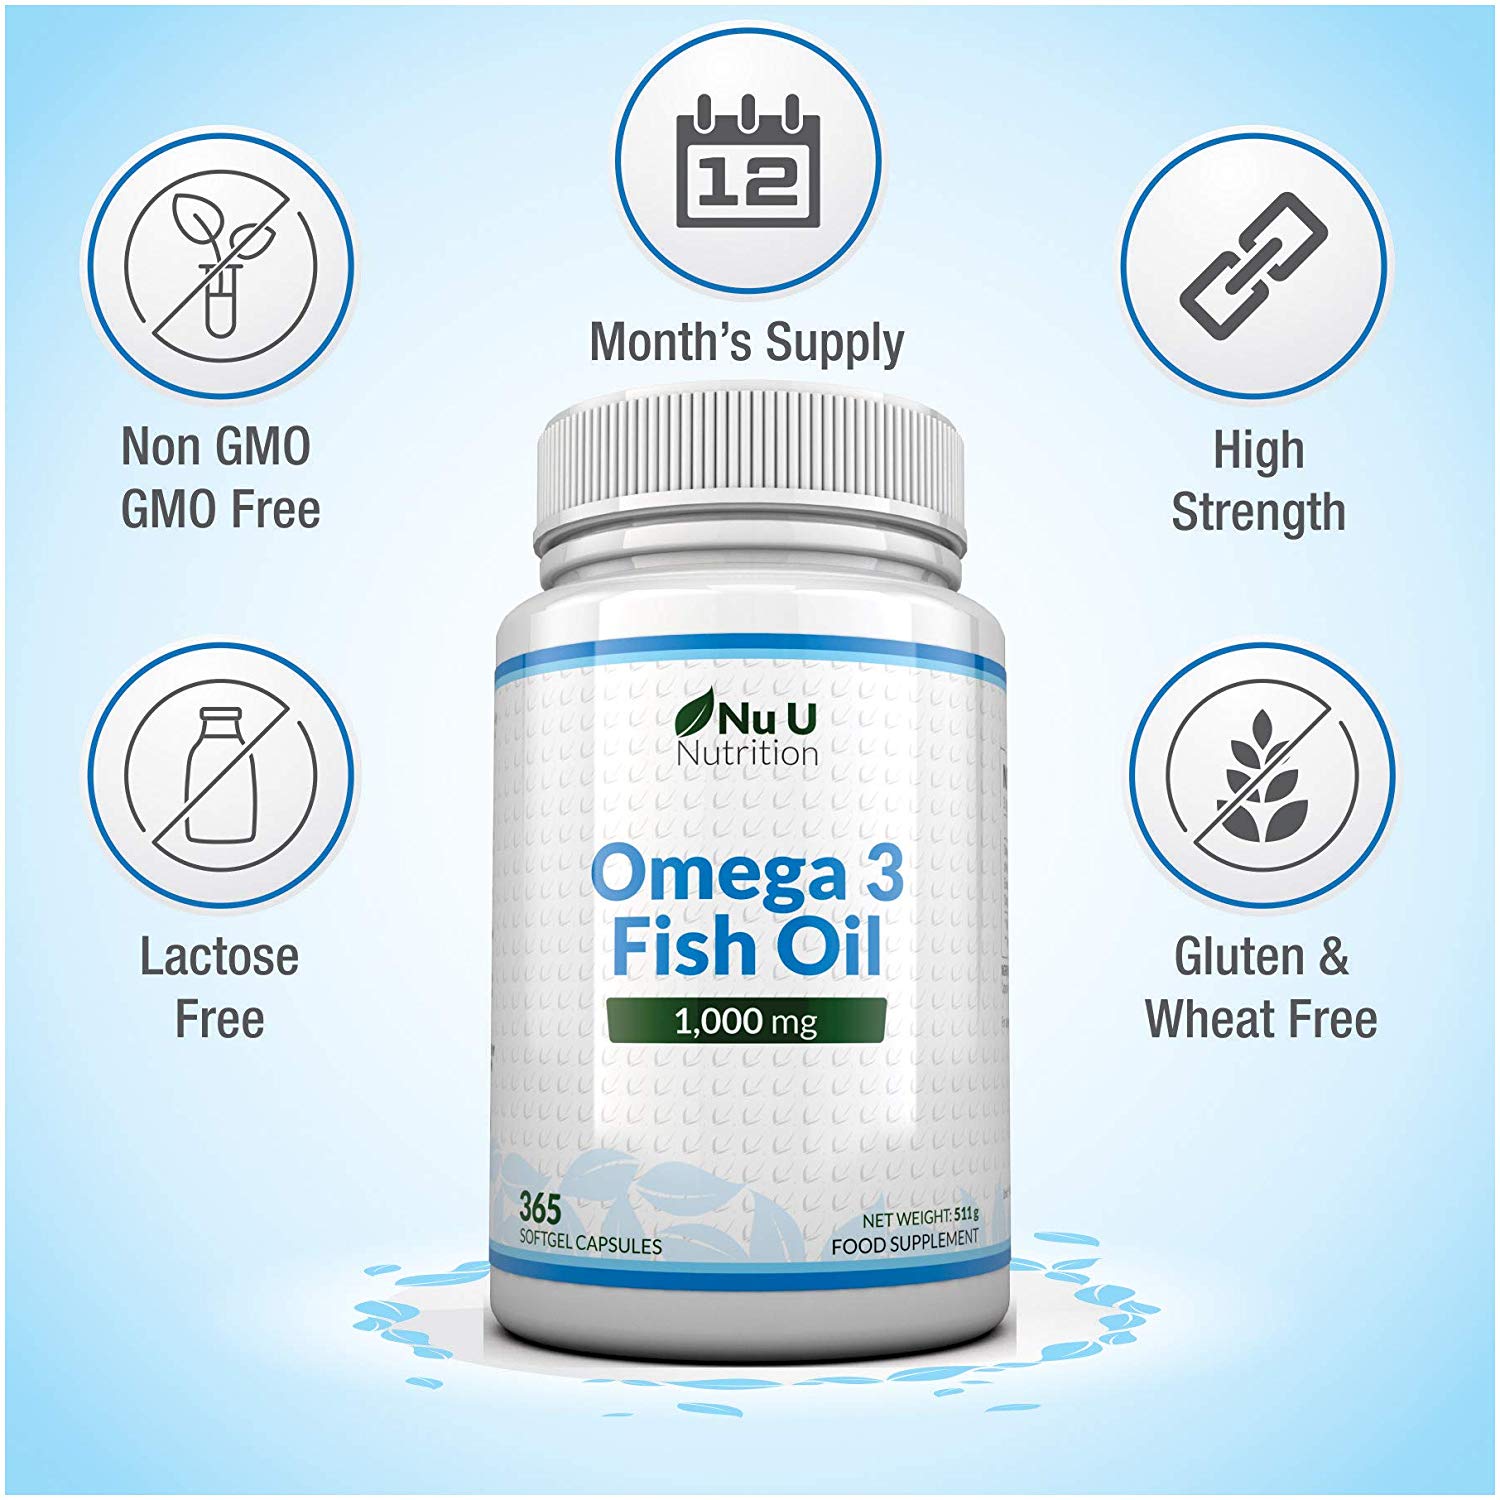 12
Month's Supply
Non GMO
GMO Free
High
Strength
Lactose
Free
Gluten &
Wheat Free
Nu U
Nutrition
Omega 3
Fish Oil
1,000 mg
365
SOFTGEL CAPSULES
NET WEIGHT: 511 g
FOOD SUPPLEMENT